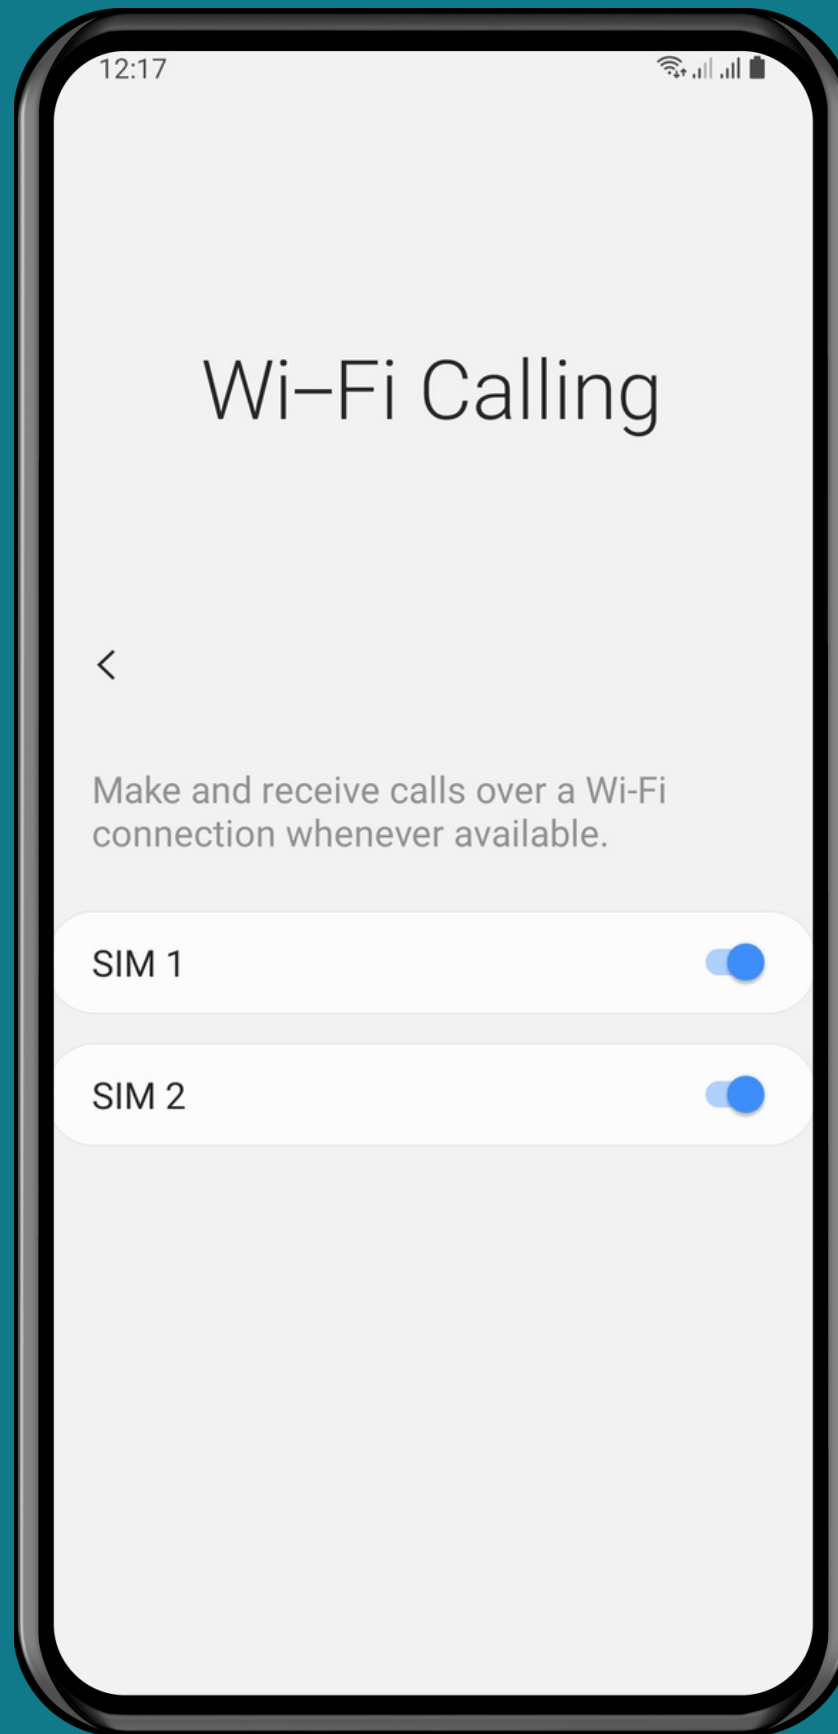 12:17
Wi–Fi Calling
Make and receive calls over a Wi-Fi
connection whenever available.
SIM 1
SIM 2